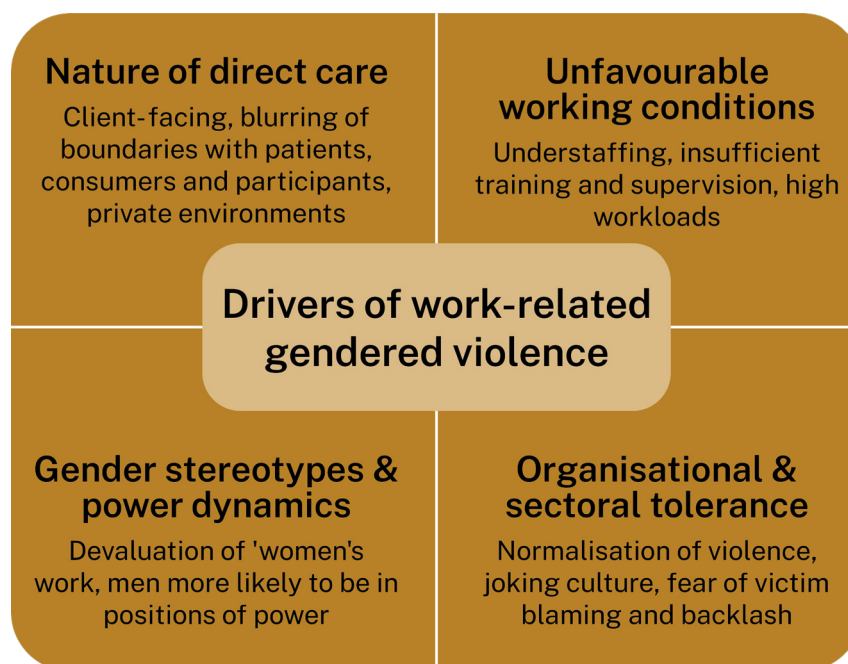 Nature of direct care
Client-facing, blurring of
boundaries with patients,
consumers and participants,
private environments
Unfavourable
working conditions
Understaffing, insufficient
training and supervision, high
workloads
Drivers of work-related
gendered violence
Gender stereotypes &
power dynamics
Devaluation of 'women's
work, men more likely to be in
positions of power
Organisational &
sectoral tolerance
Normalisation of violence,
joking culture, fear of victim
blaming and backlash